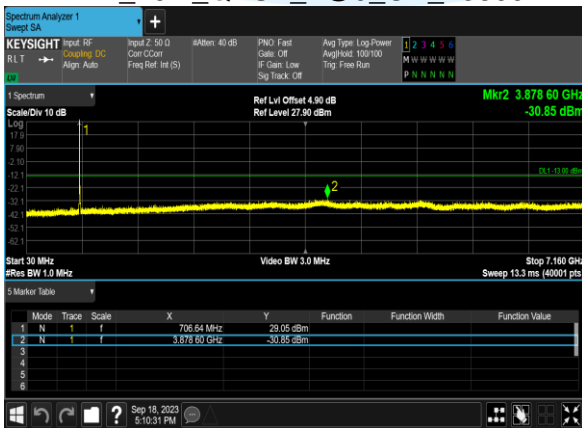 Spectrum Analyzer 1
Swept SA
KEYSIGHT
RLT
LV
Input: RF
Coupling: DC
Align: Auto
Input Z: 50 Ω
Corr CCorr
Freq Ref: Int (S)
#Atten: 40 dB
PNO: Fast
Gate: Off
IF Gain: Low
Sig Track: Off
Avg Type: Log-Power
Avg|Hold: 100/100
Trig: Free Run
1 2 3 4 5 6
M W W W W W
P N N N N N
1 Spectrum
Scale/Div 10 dB
Ref Lvl Offset 4.90 dB
Ref Level 27.90 dBm
Mkr2 3.878 60 GHz
-30.85 dBm
Log
17.9
7.90
-2.10
-12.1
-22.1
-32.1
-42.1
-52.1
-62.1
1
2
DL1 -13.00 dBm
Start 30 MHz
#Res BW 1.0 MHz
Video BW 3.0 MHz
Stop 7.160 GHz
Sweep 13.3 ms (40001 pts
5 Marker Table
Mode Trace Scale X Y Function Function Width Function Value
1 N 1 f 706.64 MHz 29.05 dBm
2 N 1 f 3.878 60 GHz -30.85 dBm
3
4
5
6
?
Sep 18, 2023
5:10:31 PM